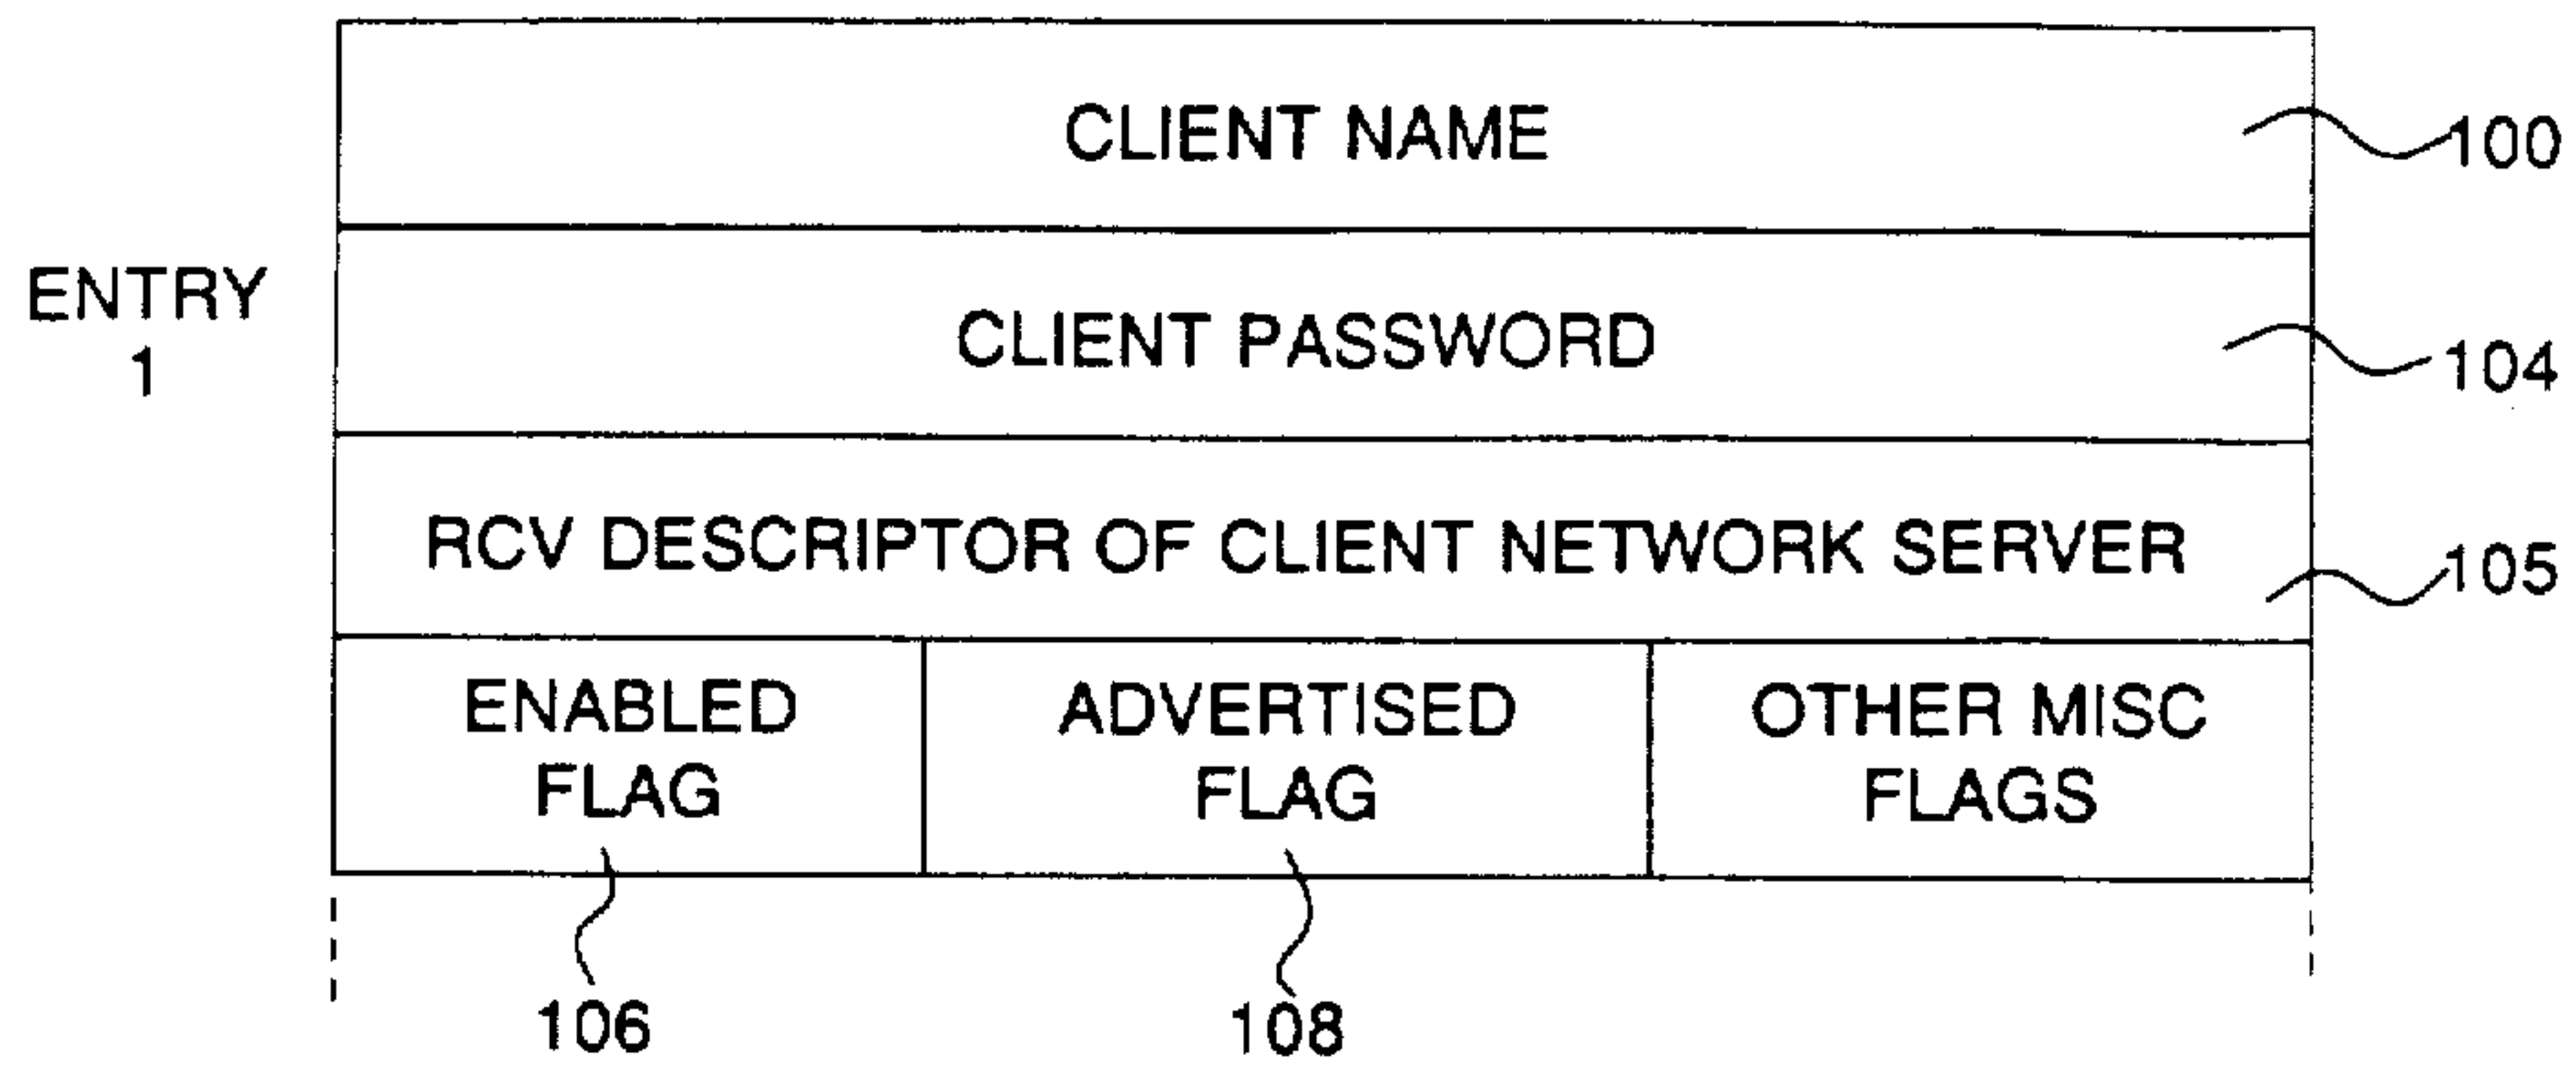 CLIENT NAME
100
ENTRY
1
CLIENT PASSWORD
104
RCV DESCRIPTOR OF CLIENT NETWORK SERVER
105
ENABLED
FLAG
ADVERTISED
FLAG
OTHER MISC
FLAGS
106
108